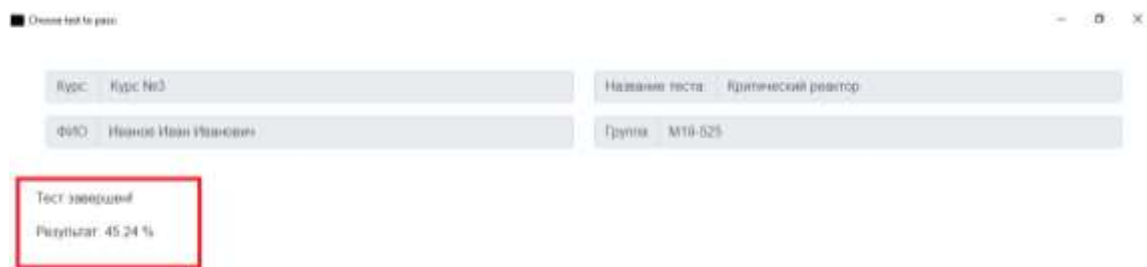 Choose test to pass
Курс: Курс №3
Название теста: Критический реактор
ФИО Иванов Иван Иванович
Группа М18-525
Тест завершен!
Результат: 45.24 %